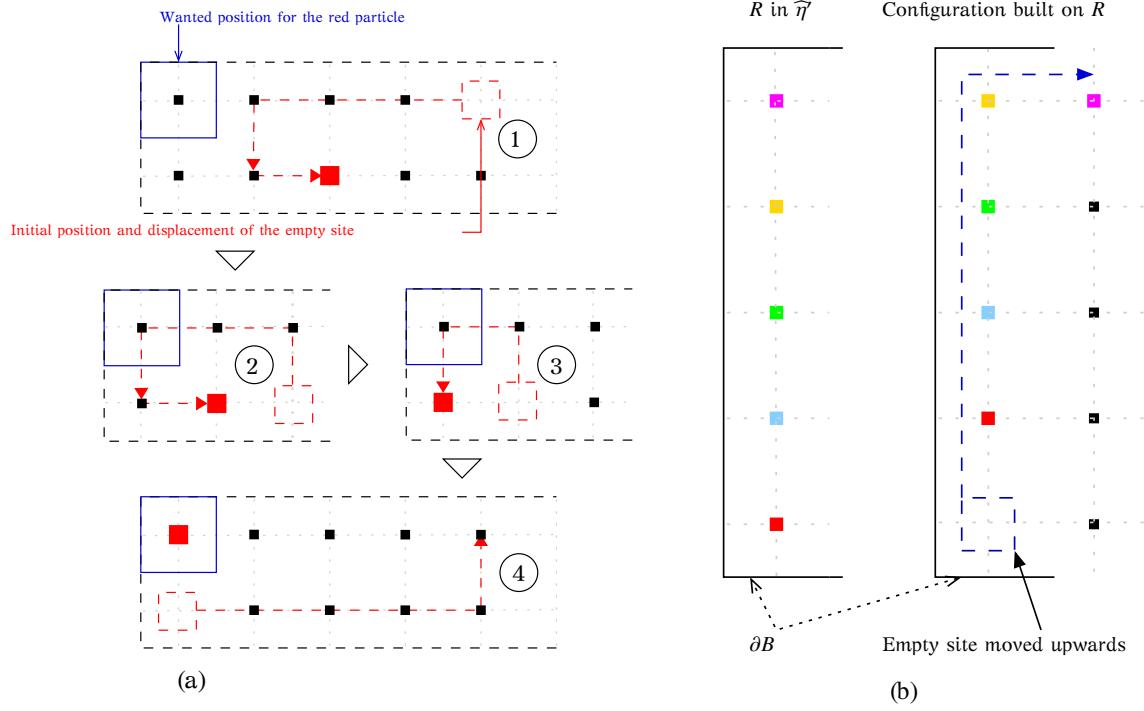 Wanted position for the red particle
1
Initial position and displacement of the empty site
2
3
4
(a)
R in η̂′
Configuration built on R
∂B
Empty site moved upwards
(b)